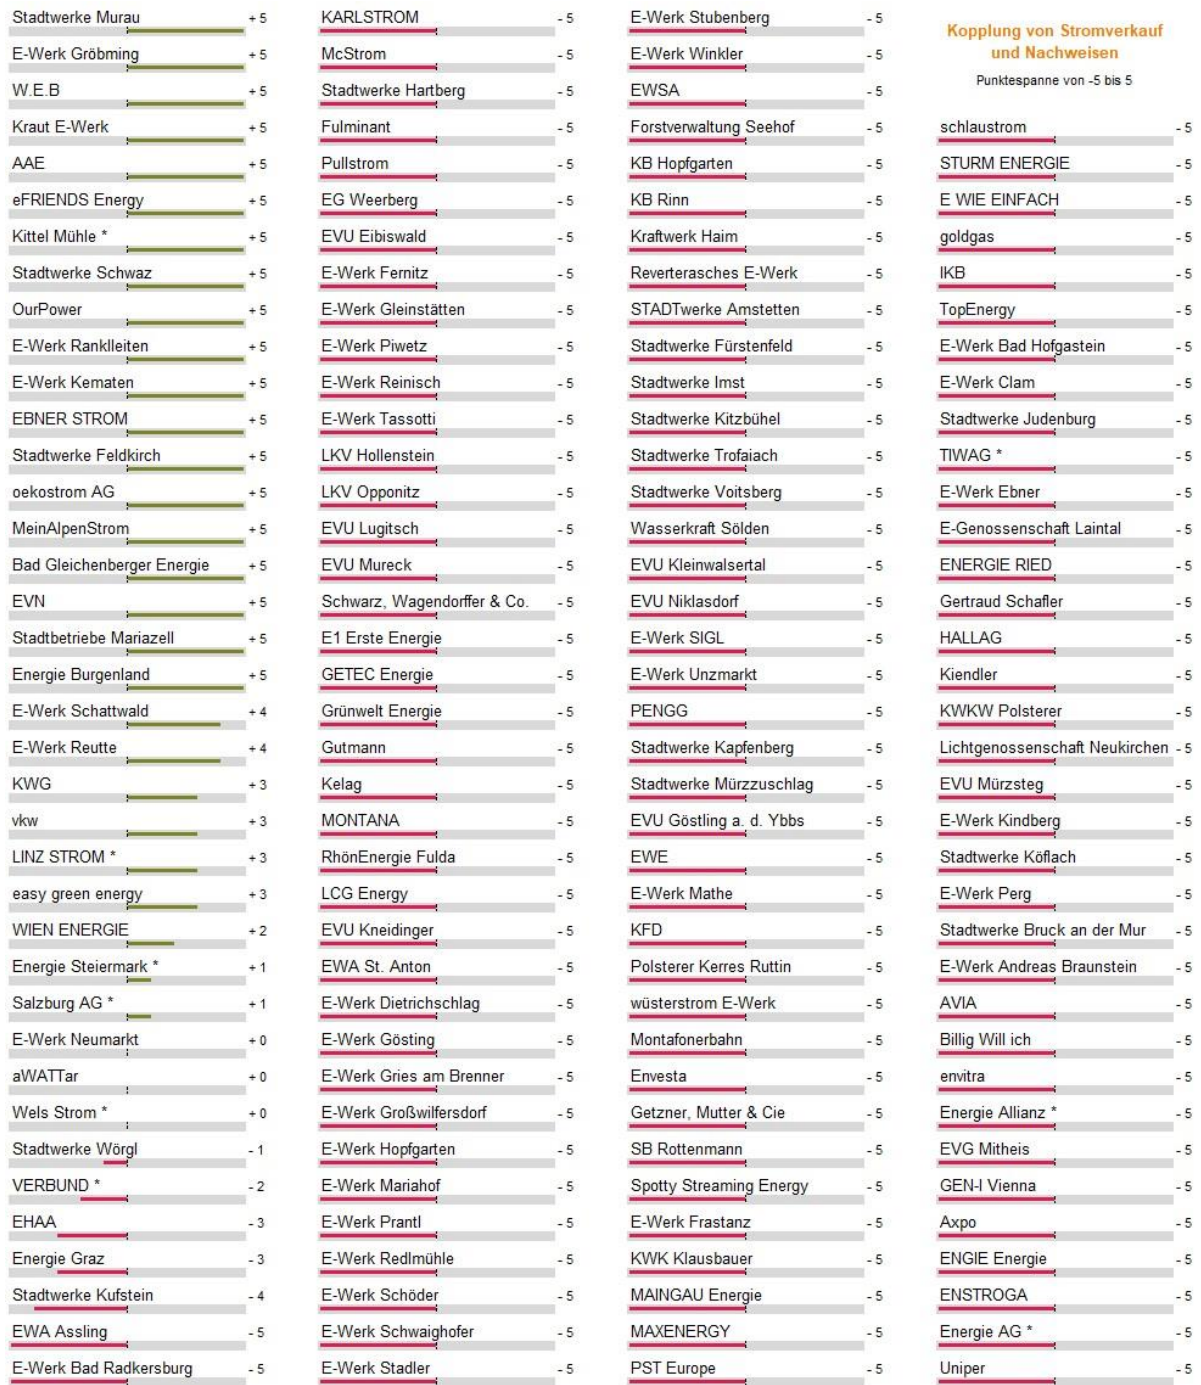 Stadtwerke Murau + 5
E-Werk Gröbming + 5
W.E.B + 5
Kraut E-Werk + 5
AAE + 5
eFRIENDS Energy + 5
Kittel Mühle * + 5
Stadtwerke Schwaz + 5
OurPower + 5
E-Werk Ranklleiten + 5
E-Werk Kematen + 5
EBNER STROM + 5
Stadtwerke Feldkirch + 5
oekostrom AG + 5
MeinAlpenStrom + 5
Bad Gleichenberger Energie + 5
EVN + 5
Stadtbetriebe Mariazell + 5
Energie Burgenland + 5
E-Werk Schattwald + 4
E-Werk Reutte + 4
KWG + 3
vkw + 3
LINZ STROM * + 3
easy green energy + 3
WIEN ENERGIE + 2
Energie Steiermark * + 1
Salzburg AG * + 1
E-Werk Neumarkt + 0
aWATTar + 0
Wels Strom * + 0
Stadtwerke Wörgl - 1
VERBUND * - 2
EHAA - 3
Energie Graz - 3
Stadtwerke Kufstein - 4
EWA Assling - 5
E-Werk Bad Radkersburg - 5
KARLSTROM - 5
McStrom - 5
Stadtwerke Hartberg - 5
Fulminant - 5
Pullstrom - 5
EG Weerberg - 5
EVU Eibiswald - 5
E-Werk Fernitz - 5
E-Werk Gleinstätten - 5
E-Werk Piwetz - 5
E-Werk Reinisch - 5
E-Werk Tassotti - 5
LKV Hollenstein - 5
LKV Opponitz - 5
EVU Lugitsch - 5
EVU Mureck - 5
Schwarz, Wagendorffer & Co. - 5
E1 Erste Energie - 5
GETEC Energie - 5
Grünwelt Energie - 5
Gutmann - 5
Kelag - 5
MONTANA - 5
RhönEnergie Fulda - 5
LCG Energy - 5
EVU Kneidinger - 5
EWA St. Anton - 5
E-Werk Dietrichschlag - 5
E-Werk Gösting - 5
E-Werk Gries am Brenner - 5
E-Werk Großwilfersdorf - 5
E-Werk Hopfgarten - 5
E-Werk Mariahof - 5
E-Werk Prantl - 5
E-Werk Redlmühle - 5
E-Werk Schöder - 5
E-Werk Schwaighofer - 5
E-Werk Stadler - 5
E-Werk Stubenberg - 5
E-Werk Winkler - 5
EWSA - 5
Forstverwaltung Seehof - 5
KB Hopfgarten - 5
KB Rinn - 5
Kraftwerk Haim - 5
Reverterasches E-Werk - 5
STADTwerke Amstetten - 5
Stadtwerke Fürstenfeld - 5
Stadtwerke Imst - 5
Stadtwerke Kitzbühel - 5
Stadtwerke Trofaiach - 5
Stadtwerke Voitsberg - 5
Wasserkraft Sölden - 5
EVU Kleinwalsertal - 5
EVU Niklasdorf - 5
E-Werk SIGL - 5
E-Werk Unzmarkt - 5
PENGG - 5
Stadtwerke Kapfenberg - 5
Stadtwerke Mürzzuschlag - 5
EVU Göstling a. d. Ybbs - 5
EWE - 5
E-Werk Mathe - 5
KFD - 5
Polsterer Kerres Ruttin - 5
wüsterstrom E-Werk - 5
Montafonerbahn - 5
Envesta - 5
Getzner, Mutter & Cie - 5
SB Rottenmann - 5
Spotty Streaming Energy - 5
E-Werk Frastanz - 5
KWK Klausbauer - 5
MAINGAU Energie - 5
MAXENERGY - 5
PST Europe - 5
Kopplung von Stromverkauf
und Nachweisen
Punktespanne von -5 bis 5
schlaustrom - 5
STURM ENERGIE - 5
E WIE EINFACH - 5
goldgas - 5
IKB - 5
TopEnergy - 5
E-Werk Bad Hofgastein - 5
E-Werk Clam - 5
Stadtwerke Judenburg - 5
TIWAG * - 5
E-Werk Ebner - 5
E-Genossenschaft Laintal - 5
ENERGIE RIED - 5
Gertraud Schafler - 5
HALLAG - 5
Kiendler - 5
KWKW Polsterer - 5
Lichtgenossenschaft Neukirchen - 5
EVU Mürzsteg - 5
E-Werk Kindberg - 5
Stadtwerke Köflach - 5
E-Werk Perg - 5
Stadtwerke Bruck an der Mur - 5
E-Werk Andreas Braunstein - 5
AVIA - 5
Billig Will ich - 5
envitra - 5
Energie Allianz * - 5
EVG Mitheis - 5
GEN-I Vienna - 5
Axpo - 5
ENGIE Energie - 5
ENSTROGA - 5
Energie AG * - 5
Uniper - 5